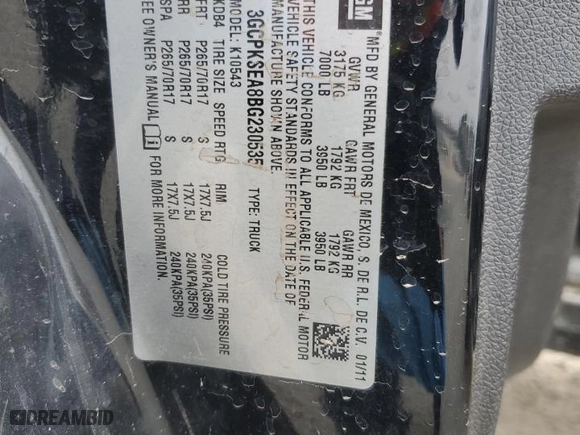 GM
MFD BY GENERAL MOTORS DE MEXICO, S. DE R.L. DE C.V. 01/11
GVWR GAWR FRT GAWR RR
3175 KG 1792 KG 1792 KG
7000 LB 3950 LB 3950 LB
THIS VEHICLE CONFORMS TO ALL APPLICABLE U.S. FEDERAL MOTOR
VEHICLE SAFETY STANDARDS IN EFFECT ON THE DATE OF
MANUFACTURE SHOWN ABOVE.
3GCPKSEA8BG230535 TYPE: TRUCK
MODEL: K10543
KDB4 TIRE SIZE SPEED RTG RIM COLD TIRE PRESSURE
FRT P265/70R17 S 17X7.5J 240KPA(35PSI)
RR P265/70R17 S 17X7.5J 240KPA(35PSI)
SPA P265/70R17 S 17X7.5J 240KPA(35PSI)
SEE OWNER'S MANUAL FOR MORE INFORMATION.
DREAMBID